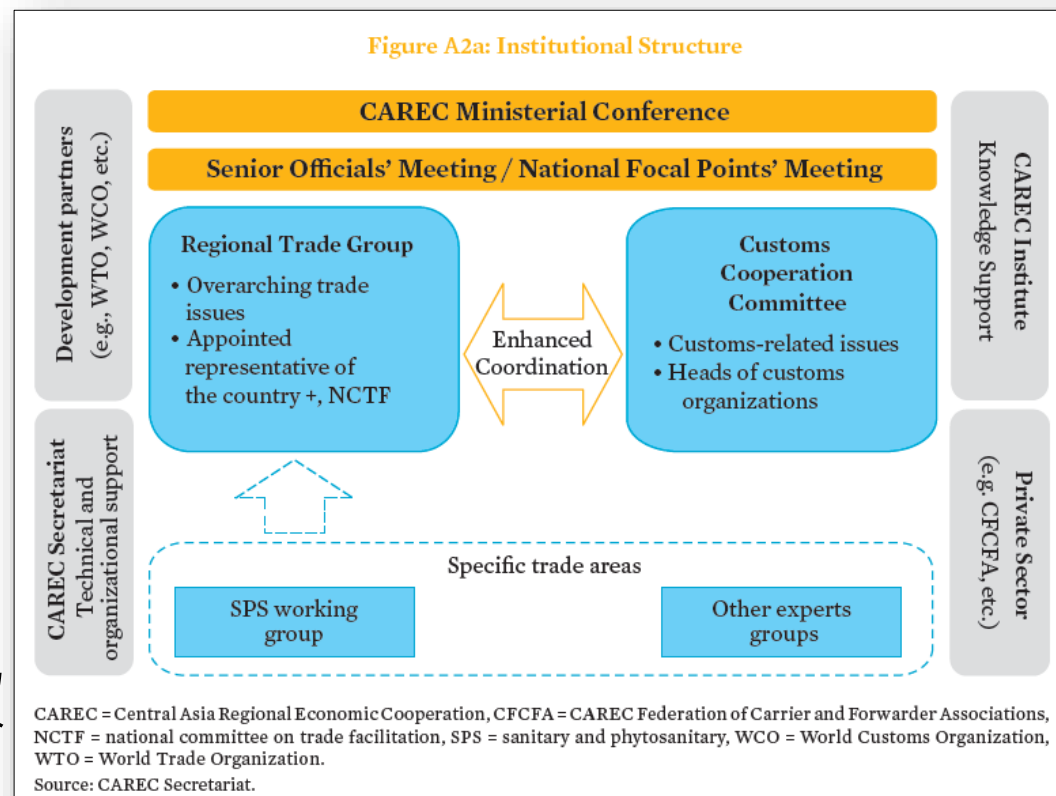 Figure A2a: Institutional Structure
Development partners
(e.g., WTO, WCO, etc.)
CAREC Secretariat
Technical and
organizational support
CAREC Ministerial Conference
Senior Officials' Meeting / National Focal Points' Meeting
Regional Trade Group
• Overarching trade
issues
• Appointed
representative of
the country +, NCTF
Enhanced
Coordination
Customs
Cooperation
Committee
• Customs-related issues
• Heads of customs
organizations
Specific trade areas
SPS working
group
Other experts
groups
CAREC Institute
Knowledge Support
Private Sector
(e.g. CFCFA, etc.)
CAREC = Central Asia Regional Economic Cooperation, CFCFA = CAREC Federation of Carrier and Forwarder Associations,
NCTF = national committee on trade facilitation, SPS = sanitary and phytosanitary, WCO = World Customs Organization,
WTO = World Trade Organization.
Source: CAREC Secretariat.